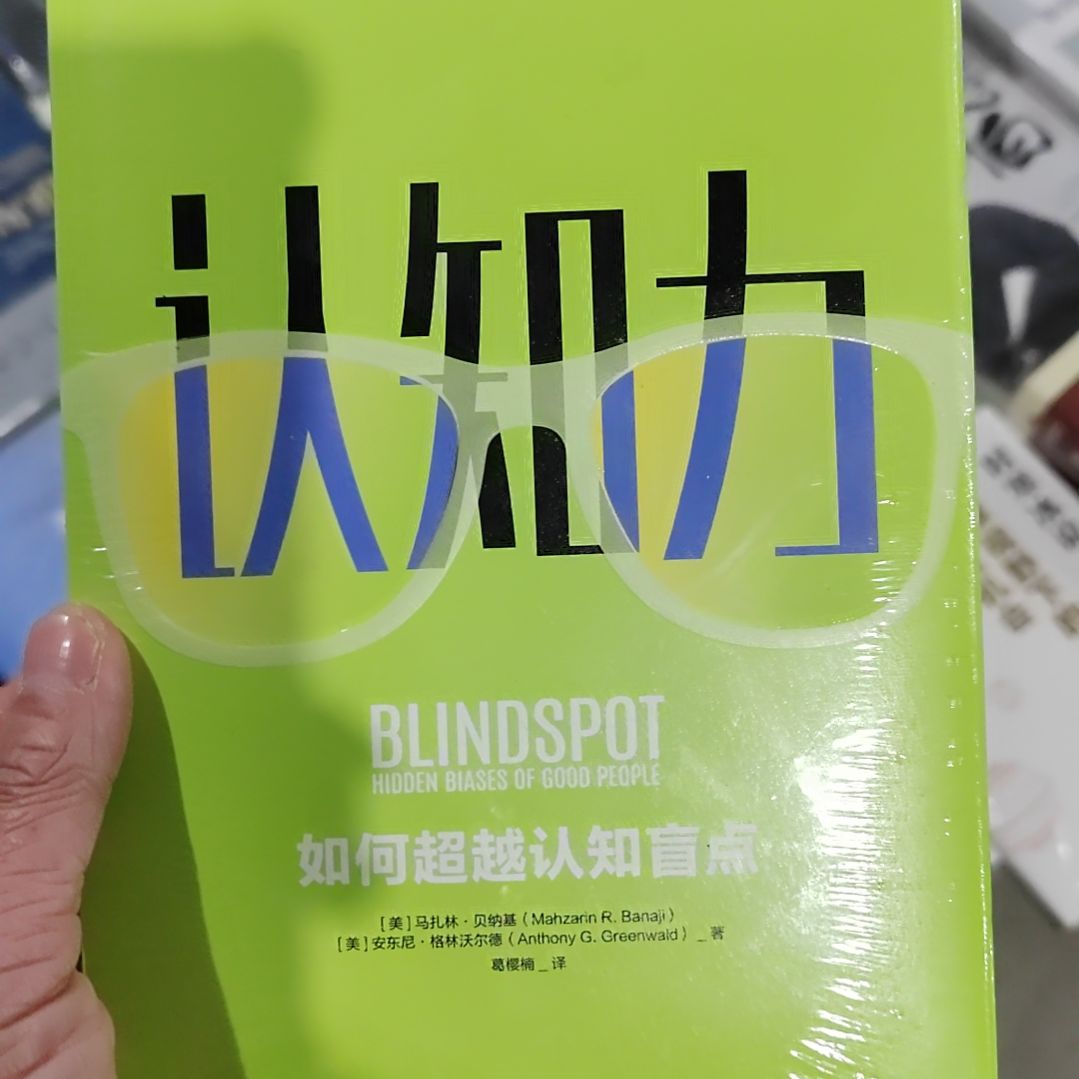 认知力
BLINDSPOT
HIDDEN BIASES OF GOOD PEOPLE
如何超越认知盲点
[美]马扎林·贝纳基（Mahzarin R. Banaji）
[美]安东尼·格林沃尔德（Anthony G. Greenwald）_著
葛樱楠_译